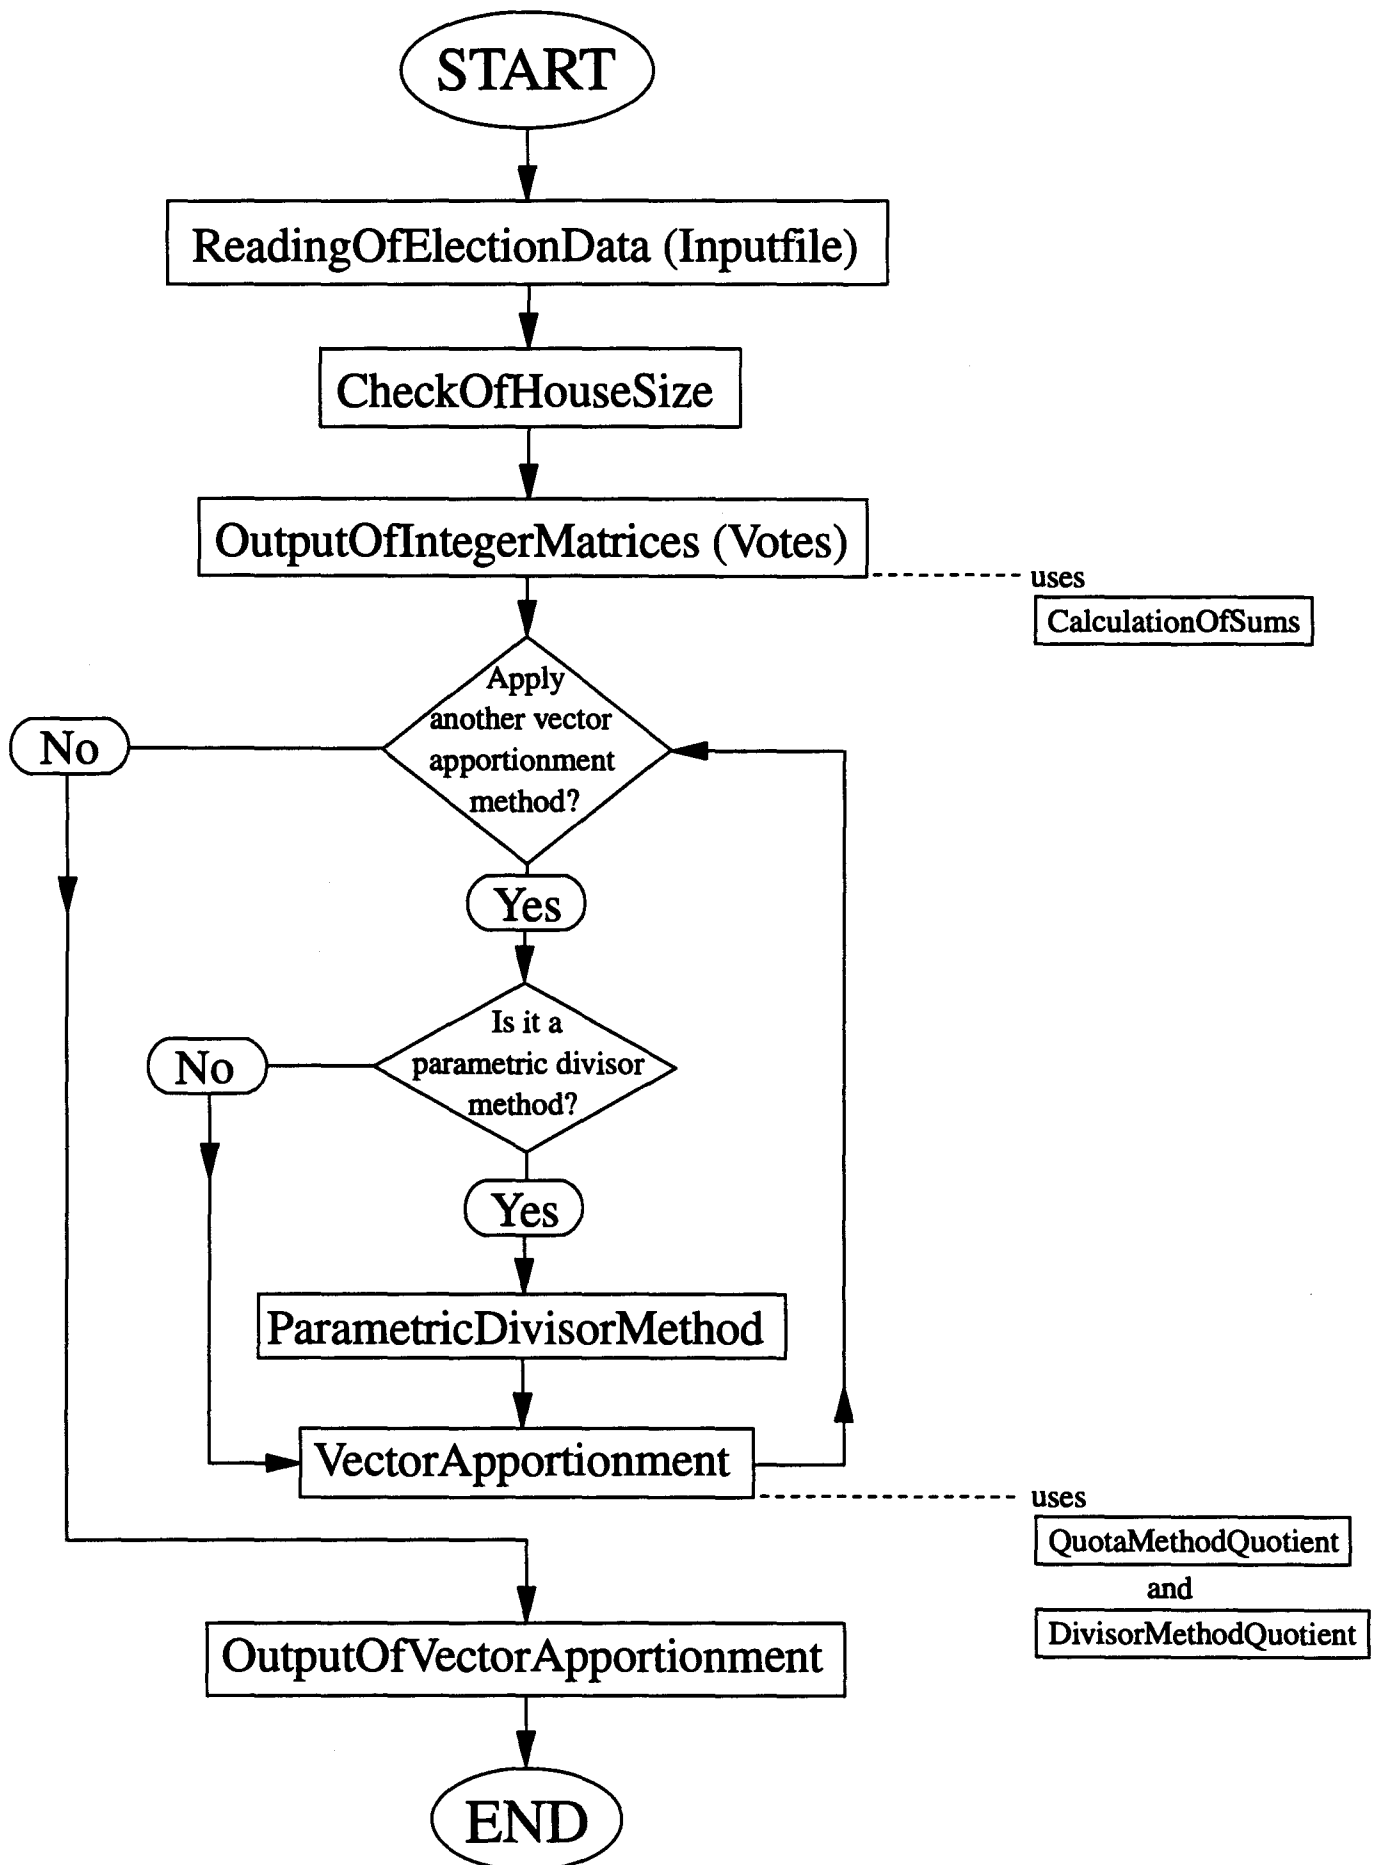 START
ReadingOfElectionData (Inputfile)
CheckOfHouseSize
OutputOfIntegerMatrices (Votes)
uses
CalculationOfSums
Apply
another vector
apportionment
method?
No
Yes
Is it a
parametric divisor
method?
No
Yes
ParametricDivisorMethod
VectorApportionment
uses
QuotaMethodQuotient
and
DivisorMethodQuotient
OutputOfVectorApportionment
END